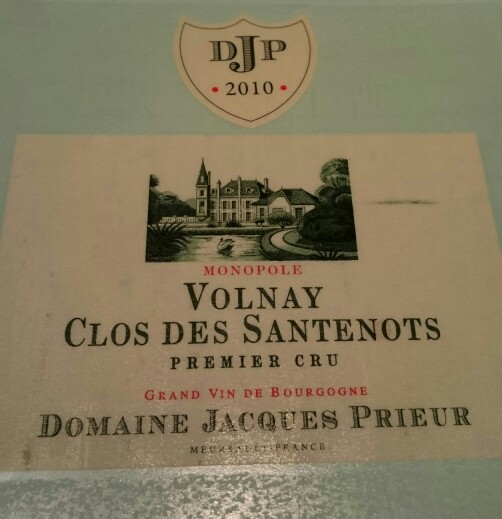 DJP
• 2010 •
MONOPOLE
VOLNAY
CLOS DES SANTENOTS
PREMIER CRU
GRAND VIN DE BOURGOGNE
DOMAINE JACQUES PRIEUR
MEURSAULT-FRANCE